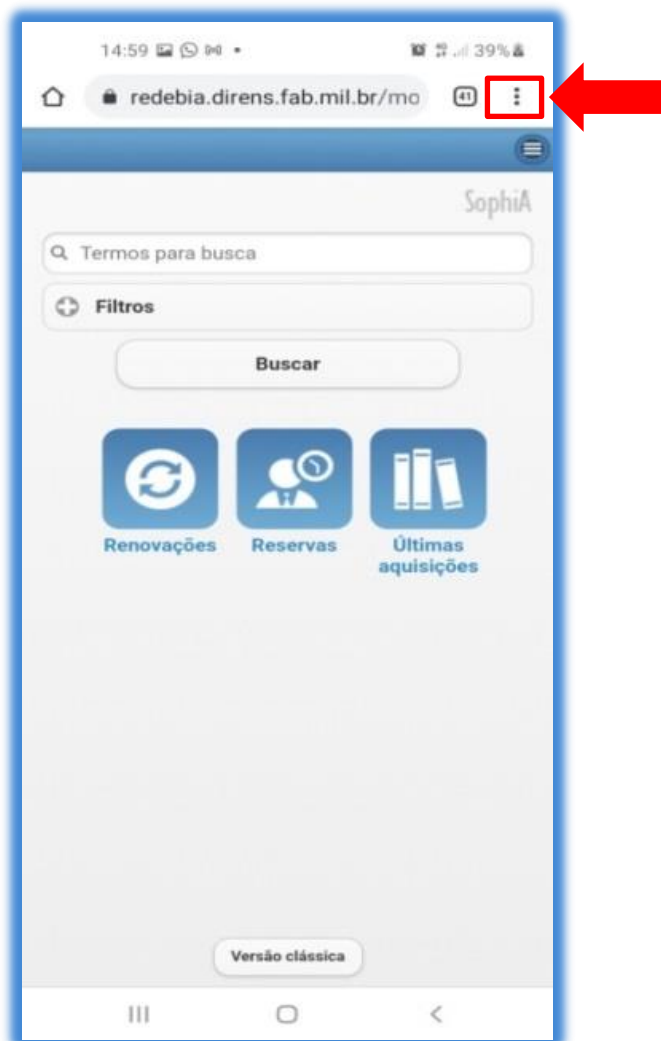 14:59
39%
redebia.direns.fab.mil.br/mo
41
SophiA
Termos para busca
Filtros
Buscar
Renovações
Reservas
Últimas
aquisições
Versão clássica